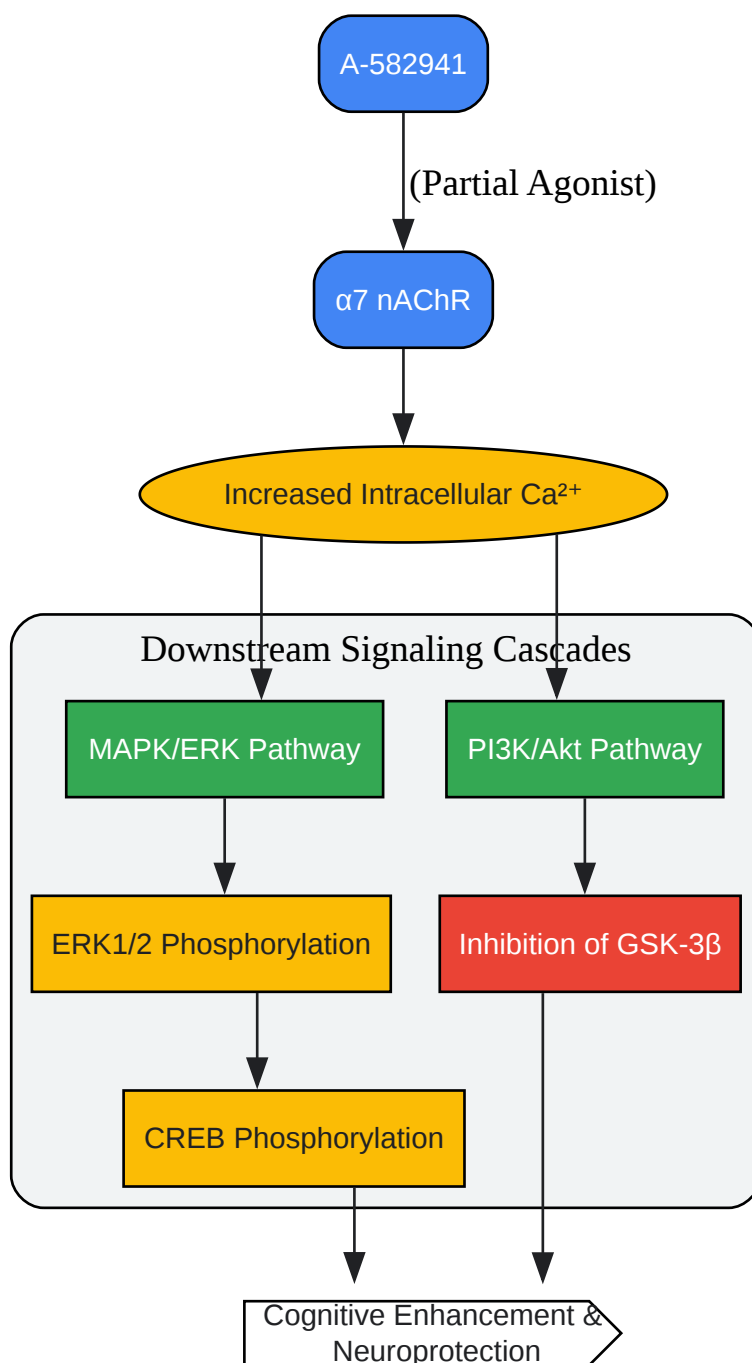 A-582941
(Partial Agonist)
α7 nAChR
Increased Intracellular Ca²⁺
Downstream Signaling Cascades
MAPK/ERK Pathway
PI3K/Akt Pathway
ERK1/2 Phosphorylation
Inhibition of GSK-3β
CREB Phosphorylation
Cognitive Enhancement &
Neuroprotection